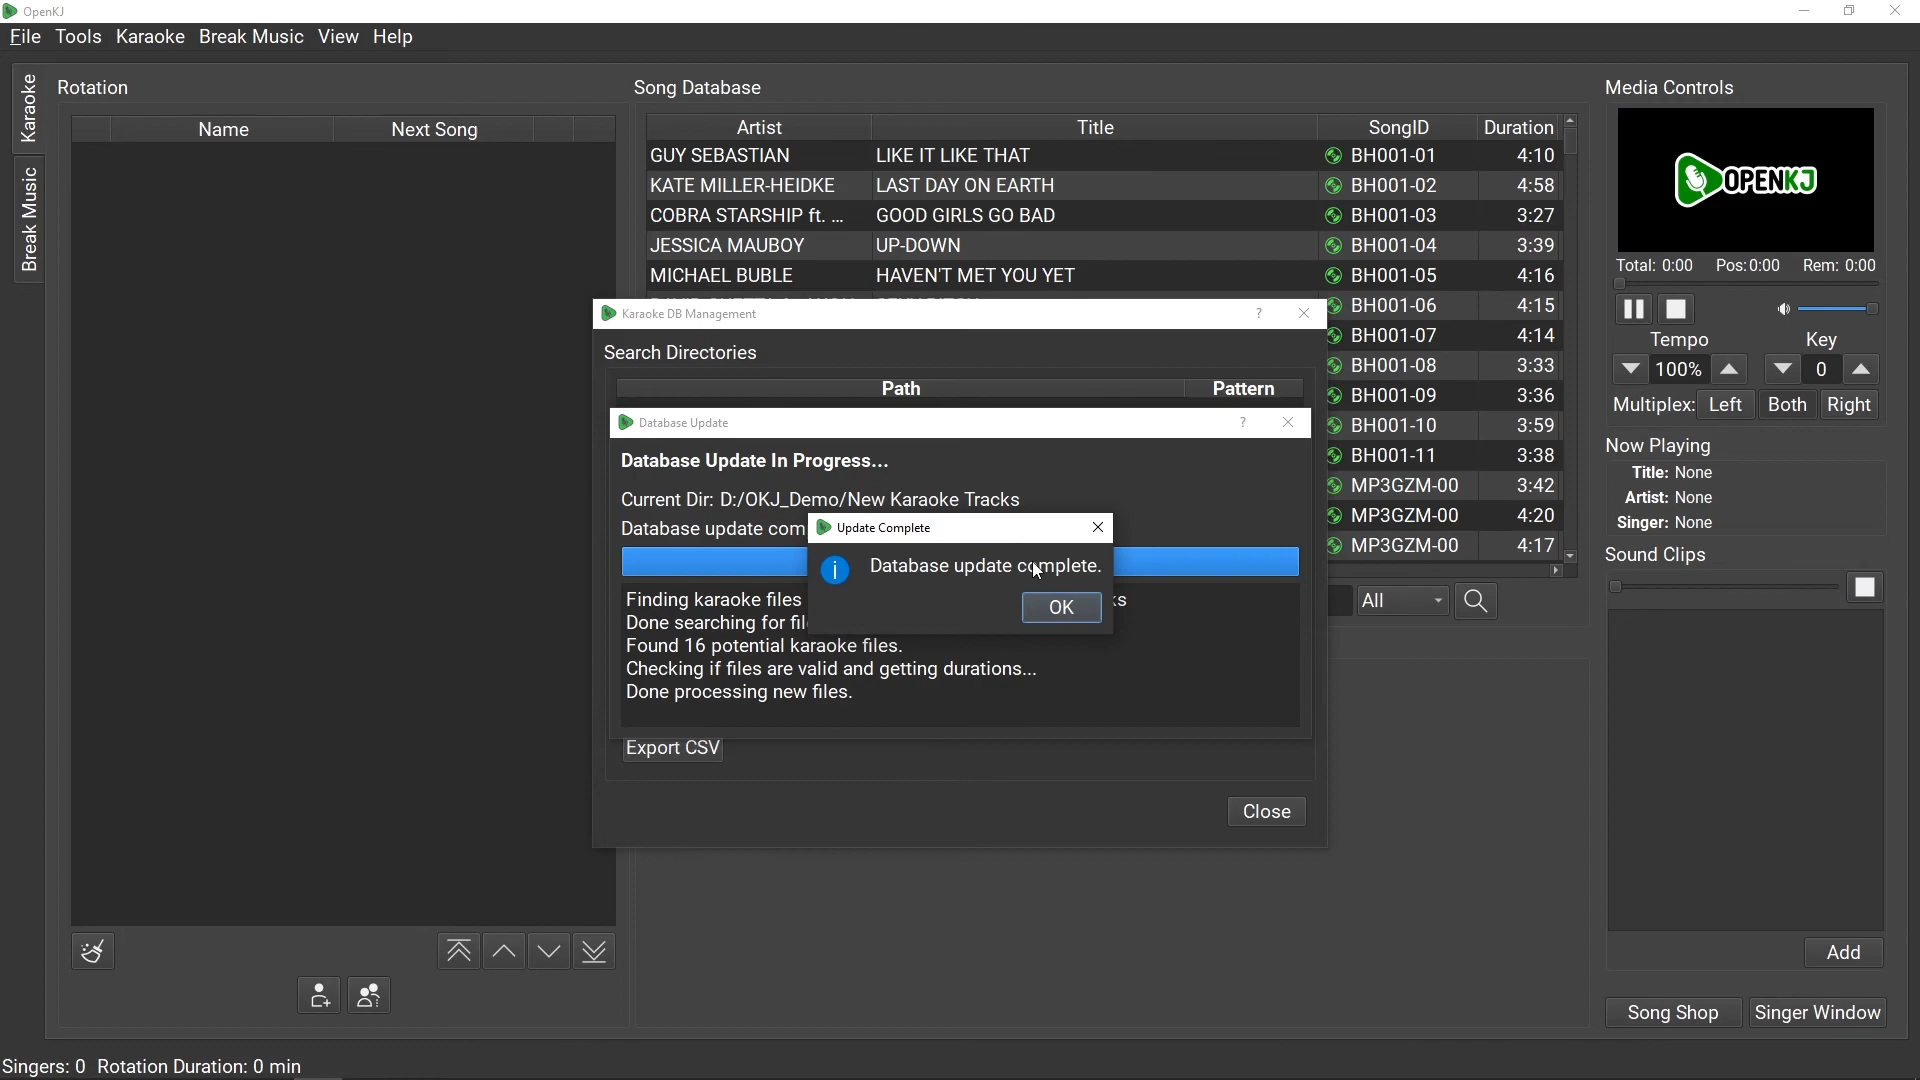 OpenKJ
File Tools Karaoke Break Music View Help
Karaoke
Break Music
Rotation
Name Next Song
Song Database
Artist Title SongID Duration
GUY SEBASTIAN LIKE IT LIKE THAT BH001-01 4:10
KATE MILLER-HEIDKE LAST DAY ON EARTH BH001-02 4:58
COBRA STARSHIP ft. ... GOOD GIRLS GO BAD BH001-03 3:27
JESSICA MAUBOY UP-DOWN BH001-04 3:39
MICHAEL BUBLE HAVEN'T MET YOU YET BH001-05 4:16
BH001-06 4:15
BH001-07 4:14
BH001-08 3:33
BH001-09 3:36
BH001-10 3:59
BH001-11 3:38
MP3GZM-00 3:42
MP3GZM-00 4:20
MP3GZM-00 4:17
All
Karaoke DB Management ?
Search Directories
Path Pattern
Database Update ?
Database Update In Progress...
Current Dir: D:/OKJ_Demo/New Karaoke Tracks
Database update com
Update Complete
Database update complete.
OK
Finding karaoke files
Done searching for
Found 16 potential karaoke files.
Checking if files are valid and getting durations...
Done processing new files.
Export CSV
Close
Media Controls
OPENKJ
Total: 0:00 Pos:0:00 Rem: 0:00
Tempo Key
100% 0
Multiplex: Left Both Right
Now Playing
Title: None
Artist: None
Singer: None
Sound Clips
Add
Song Shop Singer Window
Singers: 0 Rotation Duration: 0 min